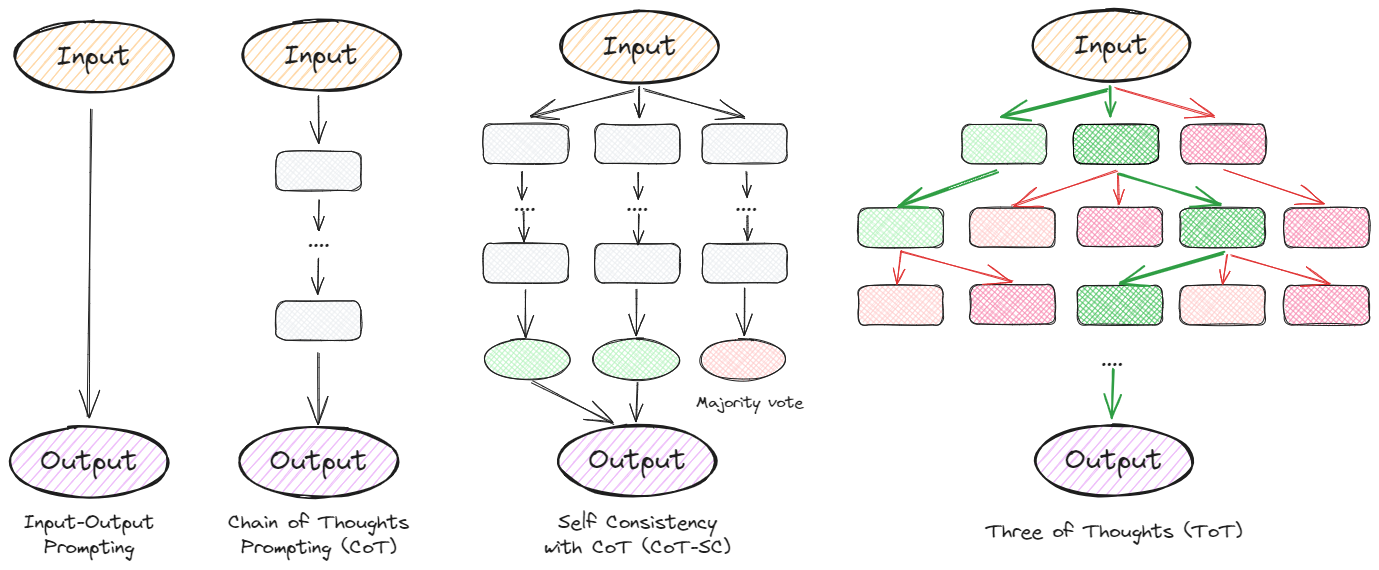 Input
Output
Input-Output
Prompting
Input
....
Output
Chain of Thoughts
Prompting (CoT)
Input
....
....
....
Majority vote
Output
Self Consistency
with CoT (CoT-SC)
Input
....
Output
Three of Thoughts (ToT)